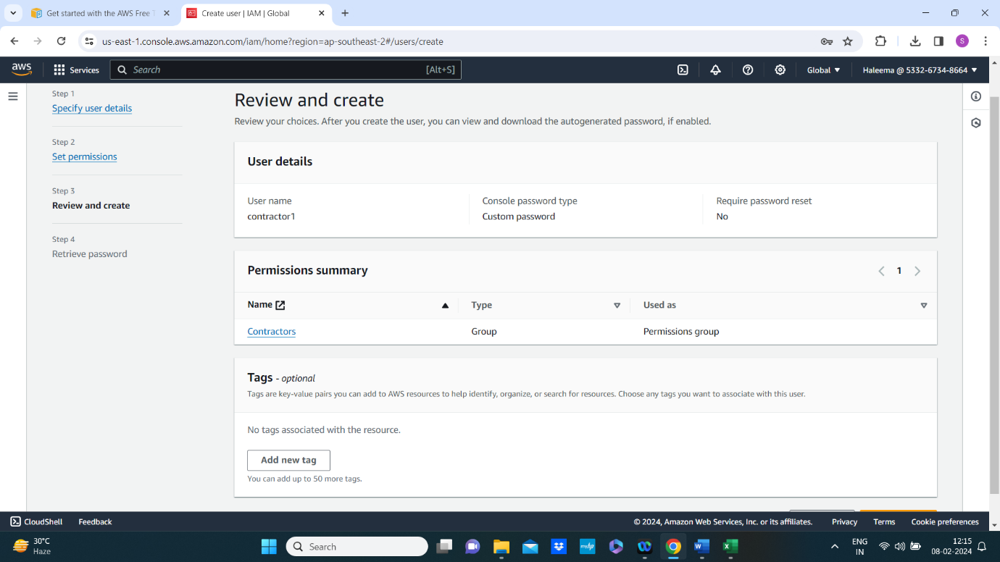 Get started with the AWS Free T
Create user | IAM | Global
us-east-1.console.aws.amazon.com/iam/home?region=ap-southeast-2#/users/create
S
aws
Services
Search
[Alt+S]
Global
Haleema @ 5332-6734-8664
Step 1
Specify user details
Step 2
Set permissions
Step 3
Review and create
Step 4
Retrieve password
Review and create
Review your choices. After you create the user, you can view and download the autogenerated password, if enabled.
User details
User name
contractor1
Console password type
Custom password
Require password reset
No
Permissions summary
1
Name
Type
Used as
Contractors
Group
Permissions group
Tags - optional
Tags are key-value pairs you can add to AWS resources to help identify, organize, or search for resources. Choose any tags you want to associate with this user.
No tags associated with the resource.
Add new tag
You can add up to 50 more tags.
CloudShell
Feedback
© 2024, Amazon Web Services, Inc. or its affiliates.
Privacy
Terms
Cookie preferences
30°C
Haze
Search
myhp
W
X
ENG
IN
12:15
08-02-2024